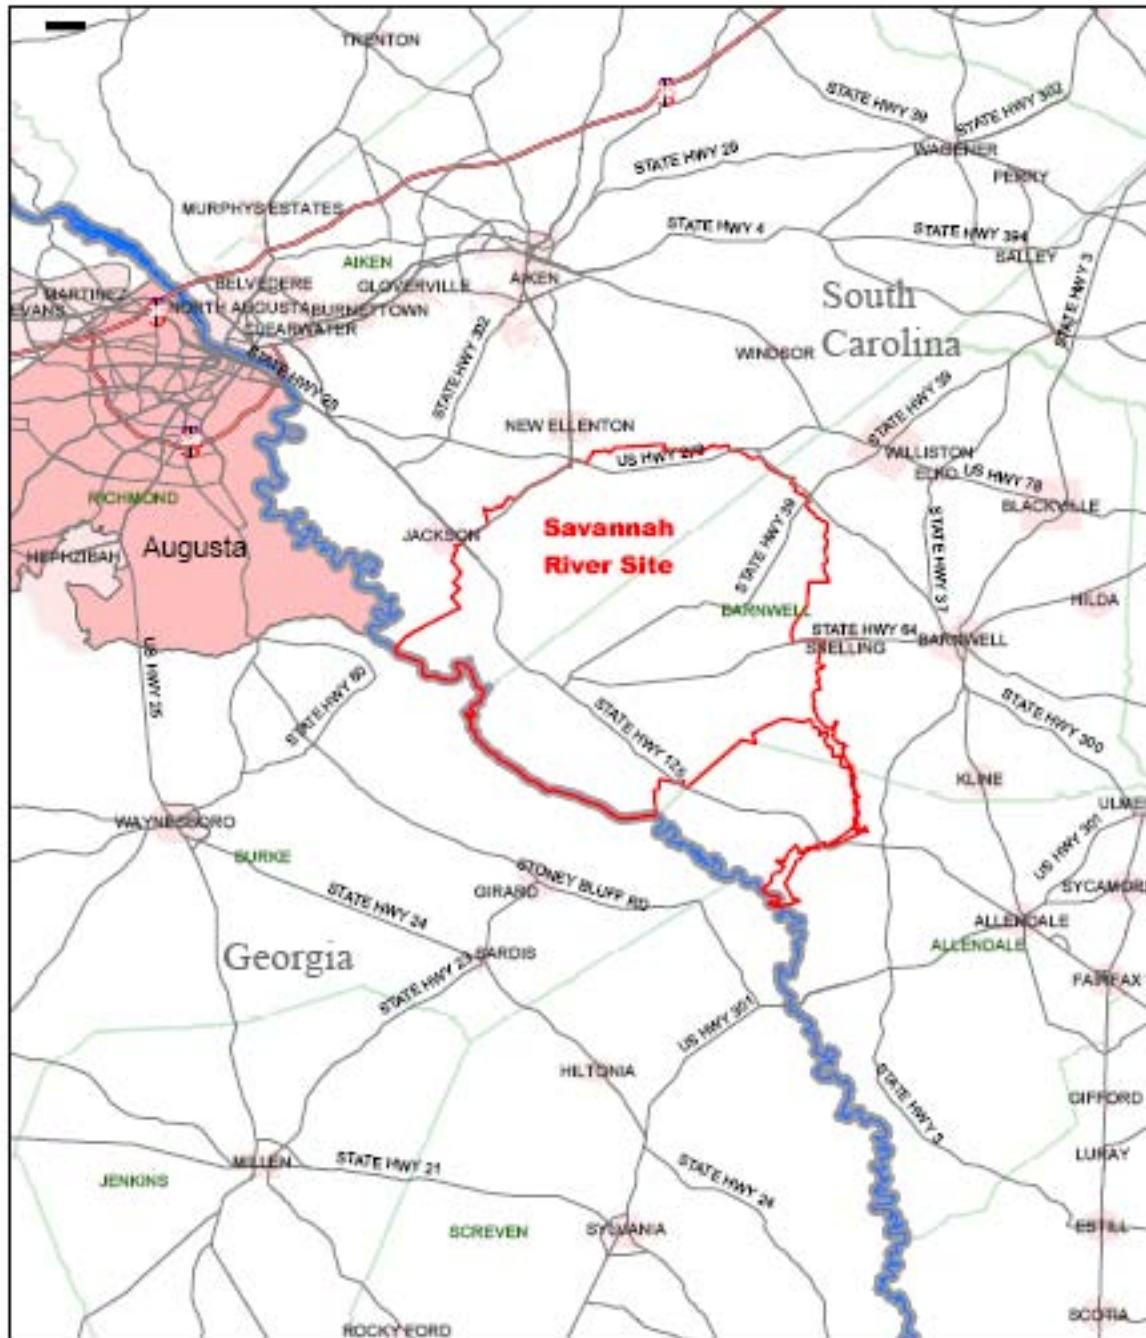 TRENTON
STATE HWY 39
STATE HWY 302
WAGENER
STATE HWY 29
PERRY
MURPHYS ESTATES
STATE HWY 4
STATE HWY 394
SALLEY
AIKEN
AIKEN
BELVEDERE
GLOVERVILLE
STATE HWY 3
MARTINEZ
EVANS
NORTH AUGUSTA
BURNETTOWN
CLEARWATER
South
Carolina
STATE HWY 302
WINDSOR
STATE HWY 39
NEW ELLENTON
WILLISTON
ELKO
US HWY 78
RICHMOND
BLACKVILLE
JACKSON
Savannah
River Site
STATE HWY 39
STATE HWY 37
HEPHZIBAH
Augusta
HILDA
BARNWELL
STATE HWY 64
BARNWELL
SNELLING
US HWY 25
STATE HWY 80
STATE HWY 125
STATE HWY 300
KLINE
ULMER
WAYNESBORO
US HWY 301
BURKE
STONEY BLUFF RD
GIRARD
SYCAMORE
STATE HWY 24
ALLENDALE
ALLENDALE
Georgia
SARDIS
STATE HWY 23
FAIRFAX
US HWY 301
HILTONIA
GIFFORD
STATE HWY 3
LURAY
MILLEN
STATE HWY 21
JENKINS
STATE HWY 24
SCREVEN
SYLVANIA
ESTILL
SCOTIA
ROCKY FORD